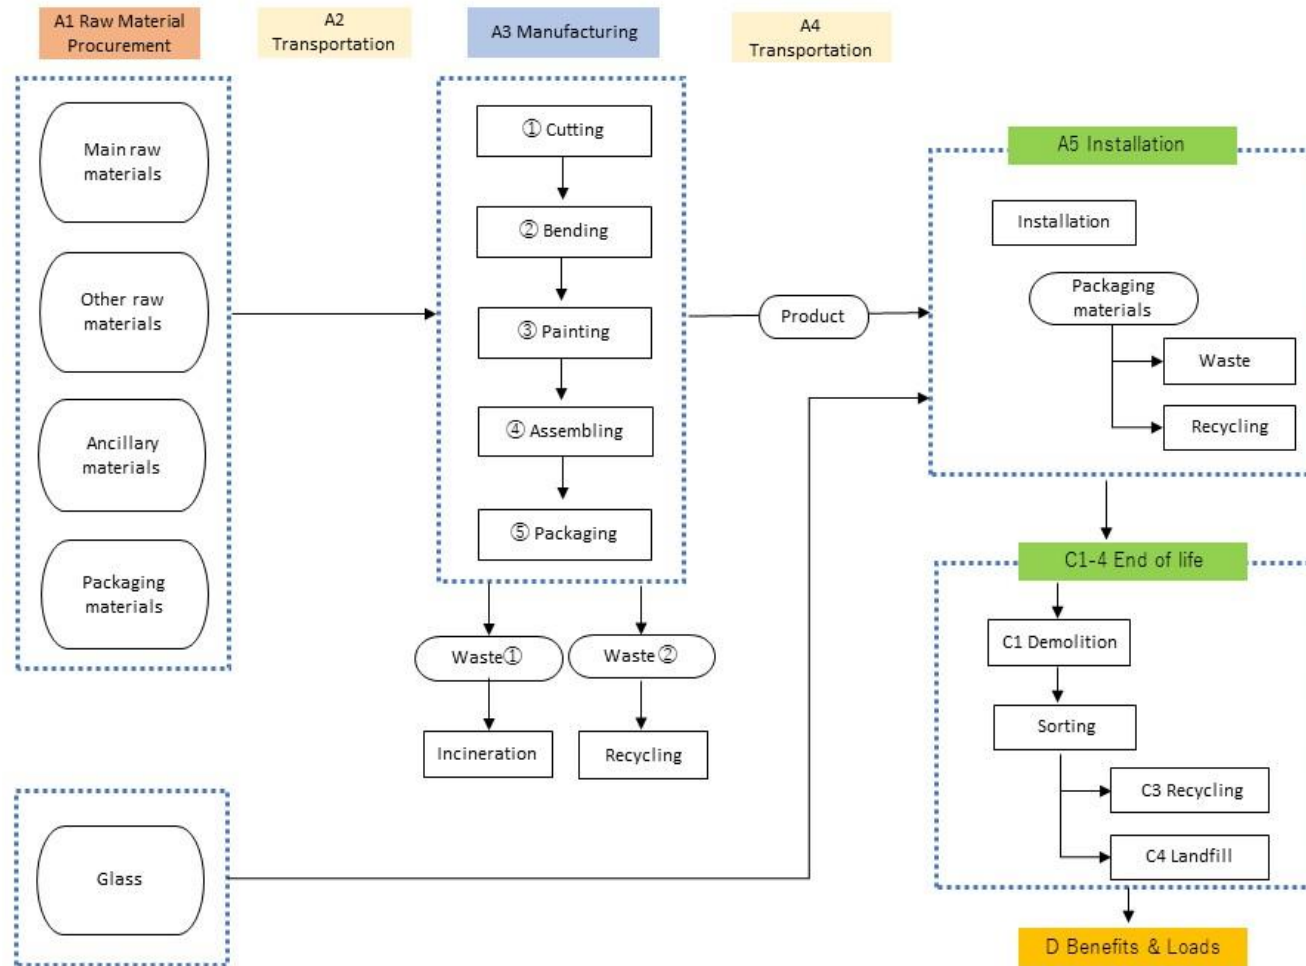 A1 Raw Material
Procurement
A2
Transportation
A3 Manufacturing
A4
Transportation
Main raw
materials
Other raw
materials
Ancillary
materials
Packaging
materials
Glass
① Cutting
② Bending
③ Painting
④ Assembling
⑤ Packaging
Waste①
Waste ②
Incineration
Recycling
Product
A5 Installation
Installation
Packaging
materials
Waste
Recycling
C1-4 End of life
C1 Demolition
Sorting
C3 Recycling
C4 Landfill
D Benefits & Loads